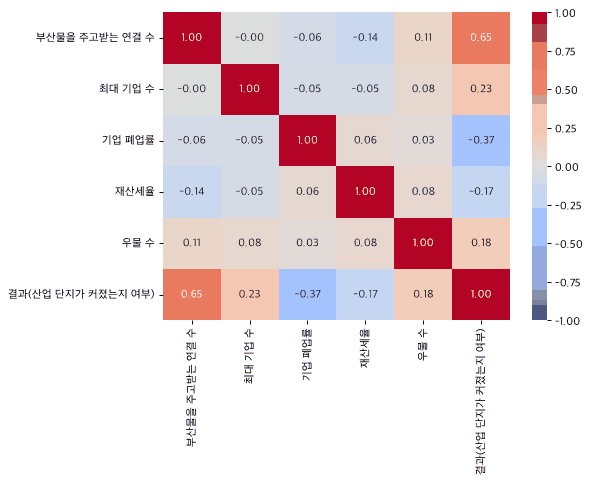 부산물을 주고받는 연결 수 1.00 -0.00 -0.06 -0.14 0.11 0.65
최대 기업 수 -0.00 1.00 -0.05 -0.05 0.08 0.23
기업 폐업률 -0.06 -0.05 1.00 0.06 0.03 -0.37
재산세율 -0.14 -0.05 0.06 1.00 0.08 -0.17
우물 수 0.11 0.08 0.03 0.08 1.00 0.18
결과(산업 단지가 커졌는지 여부) 0.65 0.23 -0.37 -0.17 0.18 1.00
부산물을 주고받는 연결 수
최대 기업 수
기업 폐업률
재산세율
우물 수
결과(산업 단지가 커졌는지 여부)
1.00
0.75
0.50
0.25
0.00
-0.25
-0.50
-0.75
-1.00